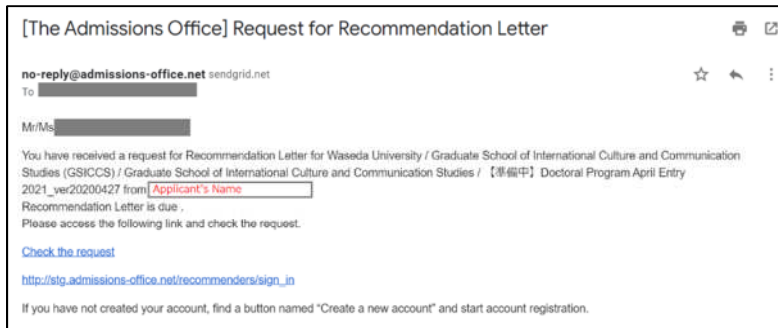 [The Admissions Office] Request for Recommendation Letter
no-reply@admissions-office.net sendgrid.net
To
Mr/Ms
You have received a request for Recommendation Letter for Waseda University / Graduate School of International Culture and Communication
Studies (GSICCS) / Graduate School of International Culture and Communication Studies / 【準備中】Doctoral Program April Entry
2021_ver20200427 from Applicant's Name
Recommendation Letter is due .
Please access the following link and check the request.
Check the request
http://stg.admissions-office.net/recommenders/sign_in
If you have not created your account, find a button named “Create a new account” and start account registration.